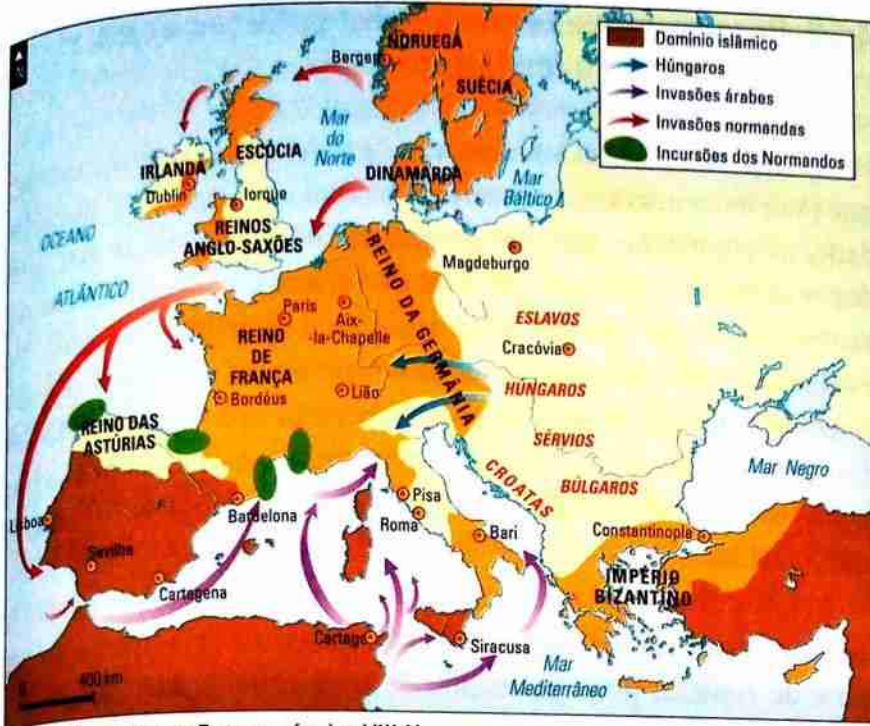 N
NORUEGA
Bergen
SUÉCIA
Domínio islâmico
Húngaros
Invasões árabes
Invasões normandas
Incursões dos Normandos
Mar
do
Norte
ESCÓCIA
IRLANDA
Dublin
Iorque
REINOS
ANGLO-SAXÕES
DINAMARCA
Mar
Báltico
OCEANO
ATLÂNTICO
Magdeburgo
REINO DA GERMÂNIA
Paris
Aix-
-la-Chapelle
REINO
DE
FRANÇA
ESLAVOS
Cracóvia
Bordéus
Lião
HÚNGAROS
REINO DAS
ASTÚRIAS
SÉRVIOS
CROATAS
BÚLGAROS
Mar Negro
Lisboa
Barcelona
Pisa
Roma
Bari
Constantinopla
Sevilha
Cartagena
IMPÉRIO
BIZANTINO
Cartago
Siracusa
Mar
Mediterrâneo
0 400 km